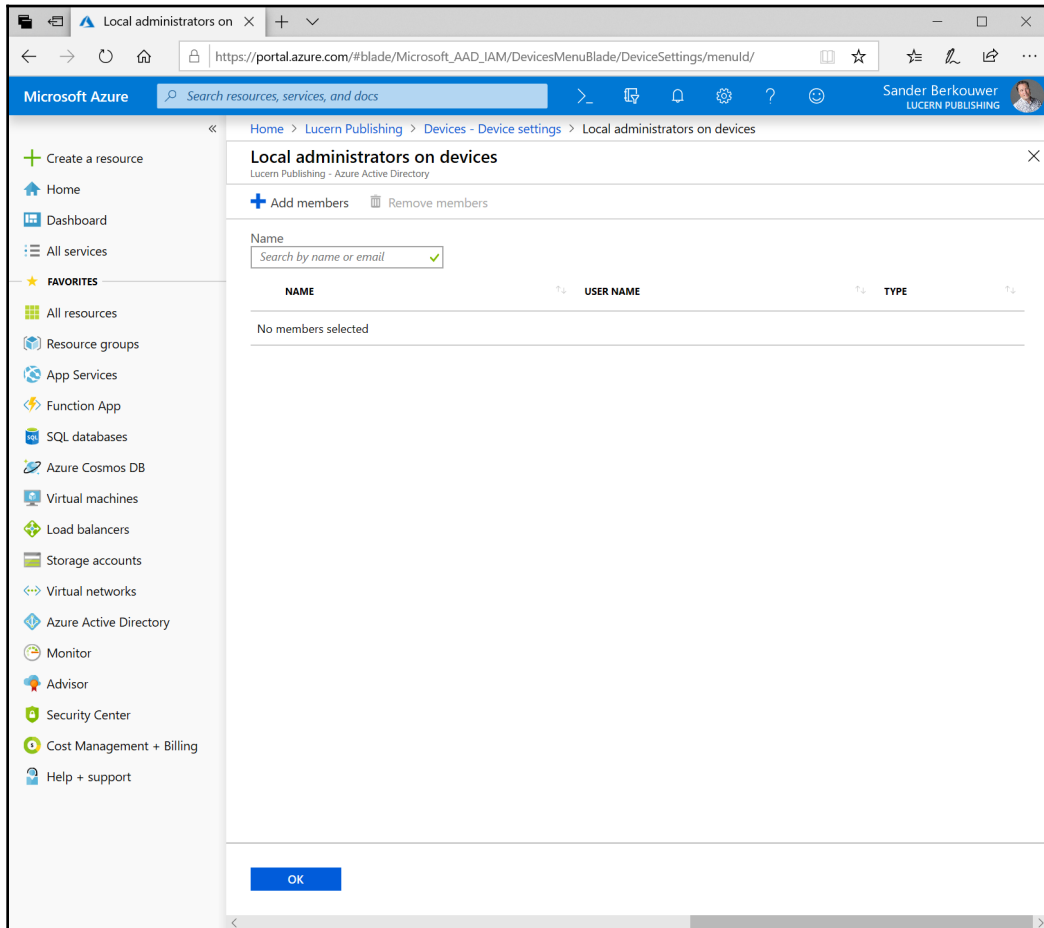 Local administrators on
https://portal.azure.com/#blade/Microsoft_AAD_IAM/DevicesMenuBlade/DeviceSettings/menuId/
Microsoft Azure
Search resources, services, and docs
Sander Berkouwer
LUCERN PUBLISHING
Home > Lucern Publishing > Devices - Device settings > Local administrators on devices
Create a resource
Home
Dashboard
All services
FAVORITES
All resources
Resource groups
App Services
Function App
SQL databases
Azure Cosmos DB
Virtual machines
Load balancers
Storage accounts
Virtual networks
Azure Active Directory
Monitor
Advisor
Security Center
Cost Management + Billing
Help + support
Local administrators on devices
Lucern Publishing - Azure Active Directory
Add members Remove members
Name
Search by name or email
NAME USER NAME TYPE
No members selected
OK